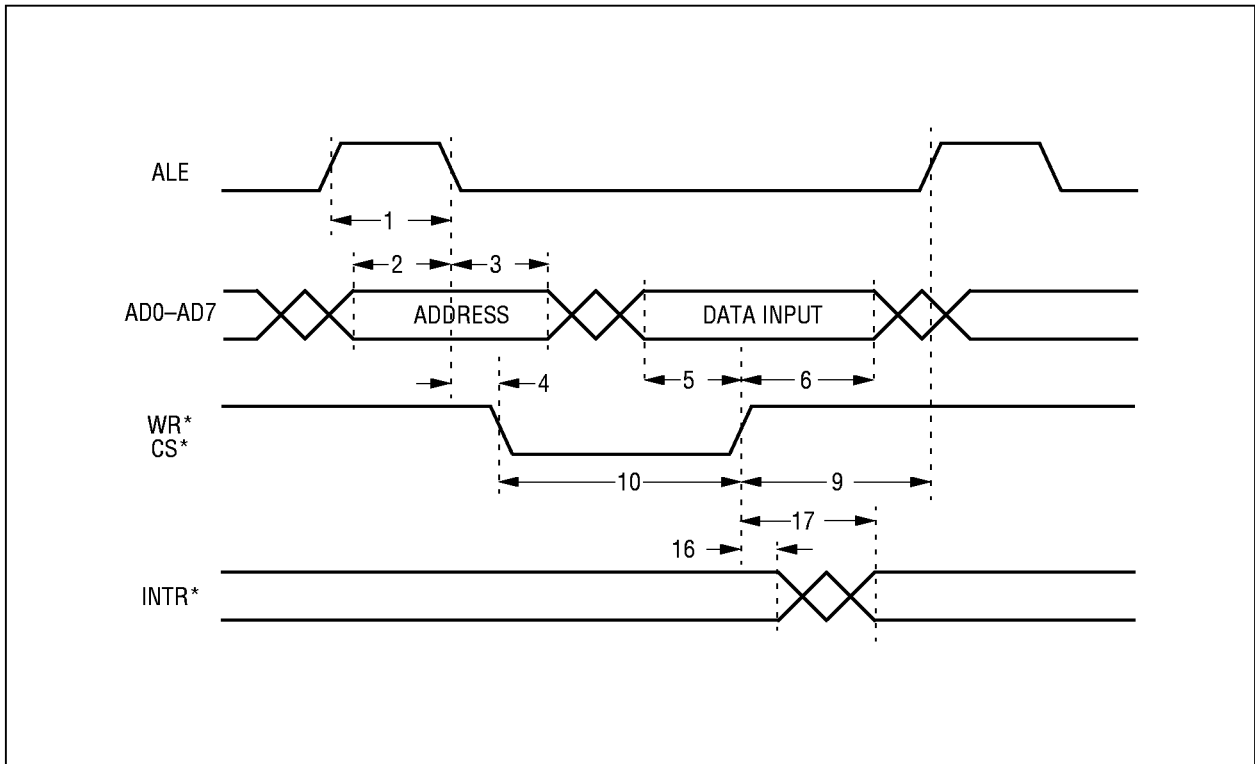 ALE
1
2
3
AD0–AD7
ADDRESS
DATA INPUT
4
5
6
WR*
CS*
10
9
17
16
INTR*